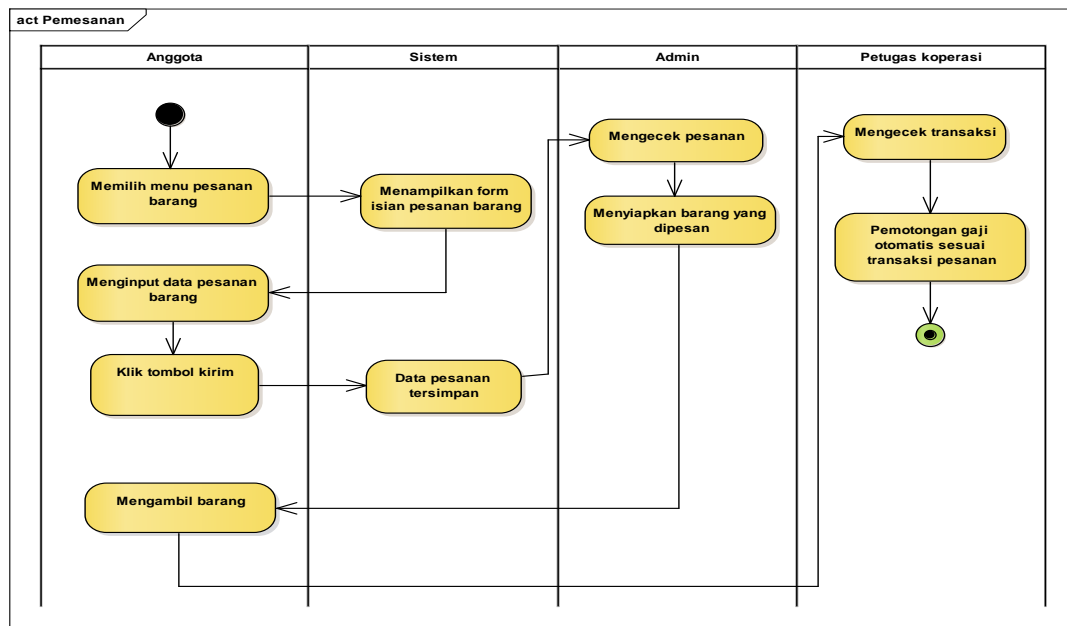 act Pemesanan
Anggota
Sistem
Admin
Petugas koperasi
Memilih menu pesanan
barang
Menampilkan form
isian pesanan barang
Menginput data pesanan
barang
Klik tombol kirim
Data pesanan
tersimpan
Mengecek pesanan
Menyiapkan barang yang
dipesan
Mengambil barang
Mengecek transaksi
Pemotongan gaji
otomatis sesuai
transaksi pesanan